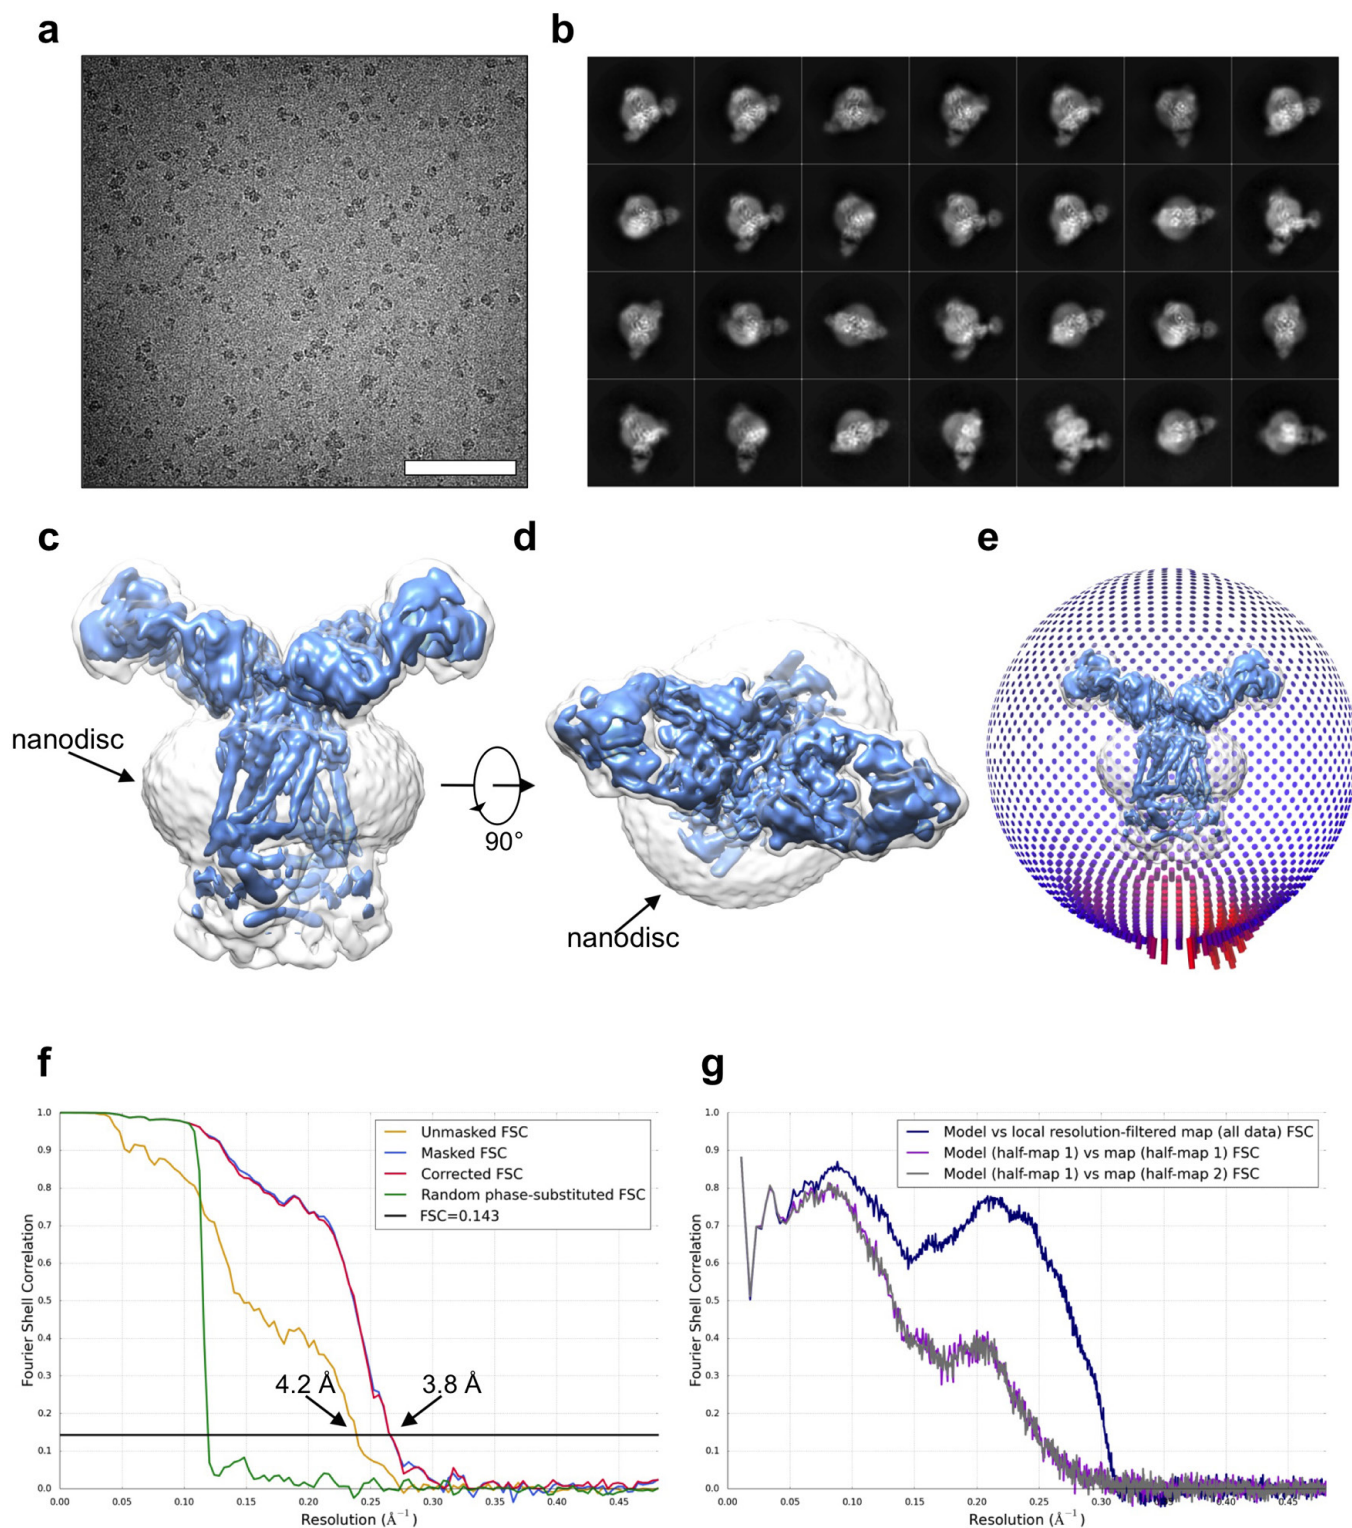 a
b
c
d
e
nanodisc
90°
nanodisc
f
g
1.0
0.9
0.8
0.7
0.6
0.5
0.4
0.3
0.2
0.1
0.0
Fourier Shell Correlation
Unmasked FSC
Masked FSC
Corrected FSC
Random phase-substituted FSC
FSC=0.143
4.2 Å
3.8 Å
0.00 0.05 0.10 0.15 0.20 0.25 0.30 0.35 0.40 0.45
Resolution (Å⁻¹)
1.0
0.9
0.8
0.7
0.6
0.5
0.4
0.3
0.2
0.1
0.0
Fourier Shell Correlation
Model vs local resolution-filtered map (all data) FSC
Model (half-map 1) vs map (half-map 1) FSC
Model (half-map 1) vs map (half-map 2) FSC
0.00 0.05 0.10 0.15 0.20 0.25 0.30 0.35 0.40 0.45
Resolution (Å⁻¹)